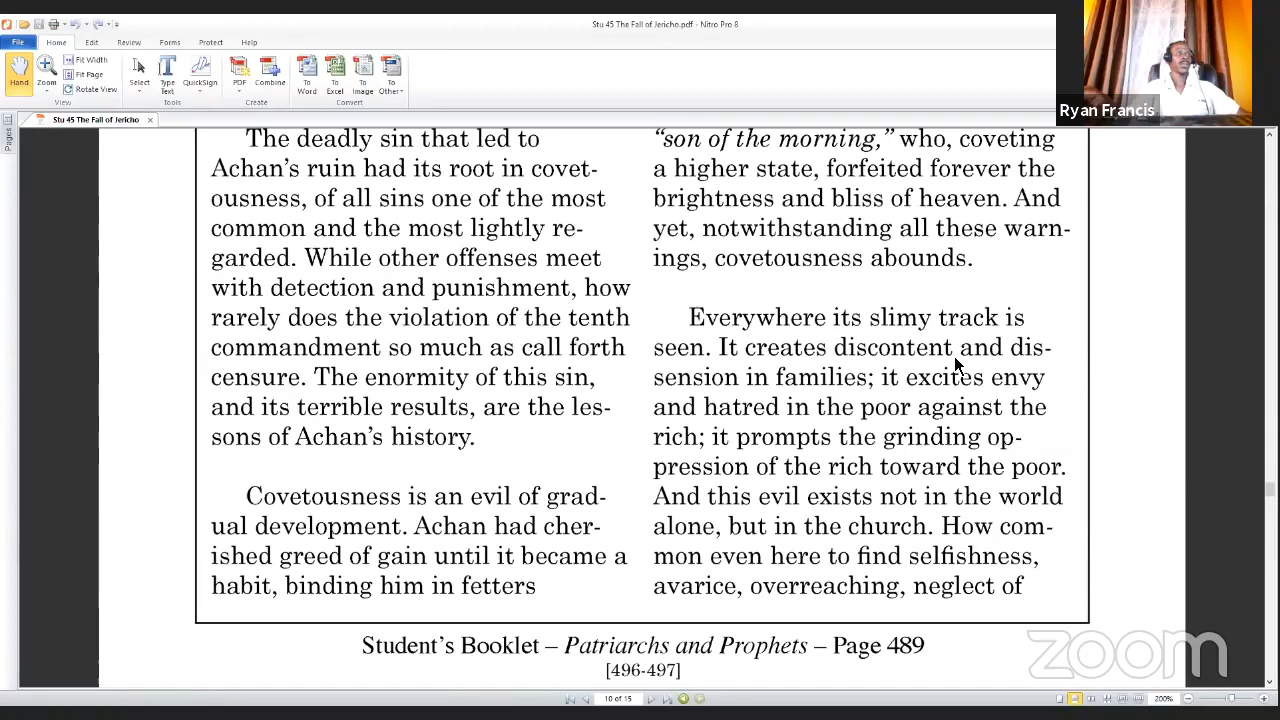 Stu 45 The Fall of Jericho.pdf - Nitro Pro 8
File Home Edit Review Forms Protect Help
Hand
Zoom
Fit Width
Fit Page
Rotate View
Select
Type
Text
QuickSign
PDF
Combine
To
Word
To
Excel
To
Image
To
Other
View
Tools
Create
Convert
Ryan Francis
Pages
Stu 45 The Fall of Jericho
The deadly sin that led to
Achan's ruin had its root in covet-
ousness, of all sins one of the most
common and the most lightly re-
garded. While other offenses meet
with detection and punishment, how
rarely does the violation of the tenth
commandment so much as call forth
censure. The enormity of this sin,
and its terrible results, are the les-
sons of Achan's history.
Covetousness is an evil of grad-
ual development. Achan had cher-
ished greed of gain until it became a
habit, binding him in fetters
"son of the morning," who, coveting
a higher state, forfeited forever the
brightness and bliss of heaven. And
yet, notwithstanding all these warn-
ings, covetousness abounds.
Everywhere its slimy track is
seen. It creates discontent and dis-
sension in families; it excites envy
and hatred in the poor against the
rich; it prompts the grinding op-
pression of the rich toward the poor.
And this evil exists not in the world
alone, but in the church. How com-
mon even here to find selfishness,
avarice, overreaching, neglect of
Student's Booklet – Patriarchs and Prophets – Page 489
[496-497]
zoom
10 of 15
200%